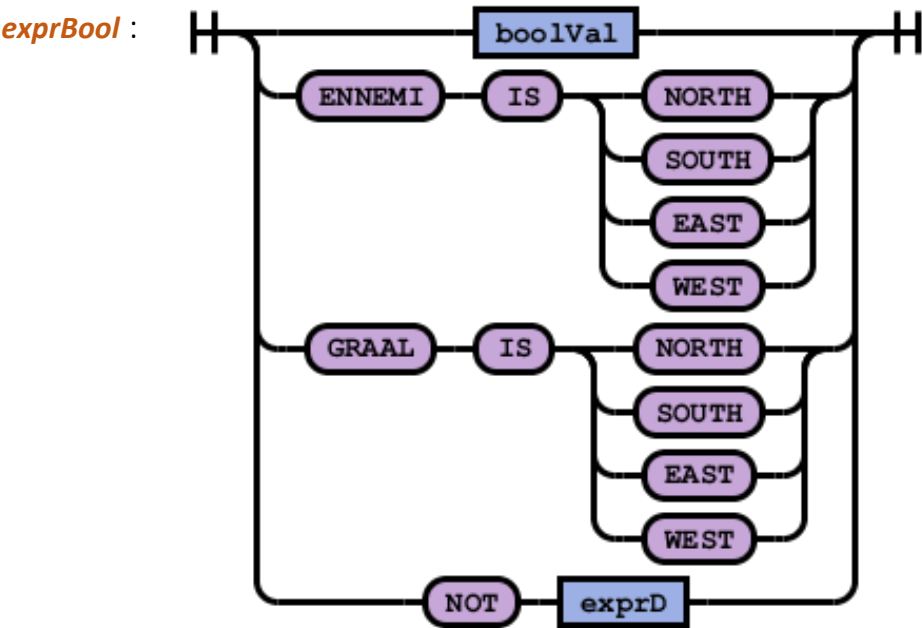 exprBool :
boolVal
ENNEMI IS NORTH
SOUTH
EAST
WEST
GRAAL IS NORTH
SOUTH
EAST
WEST
NOT exprD